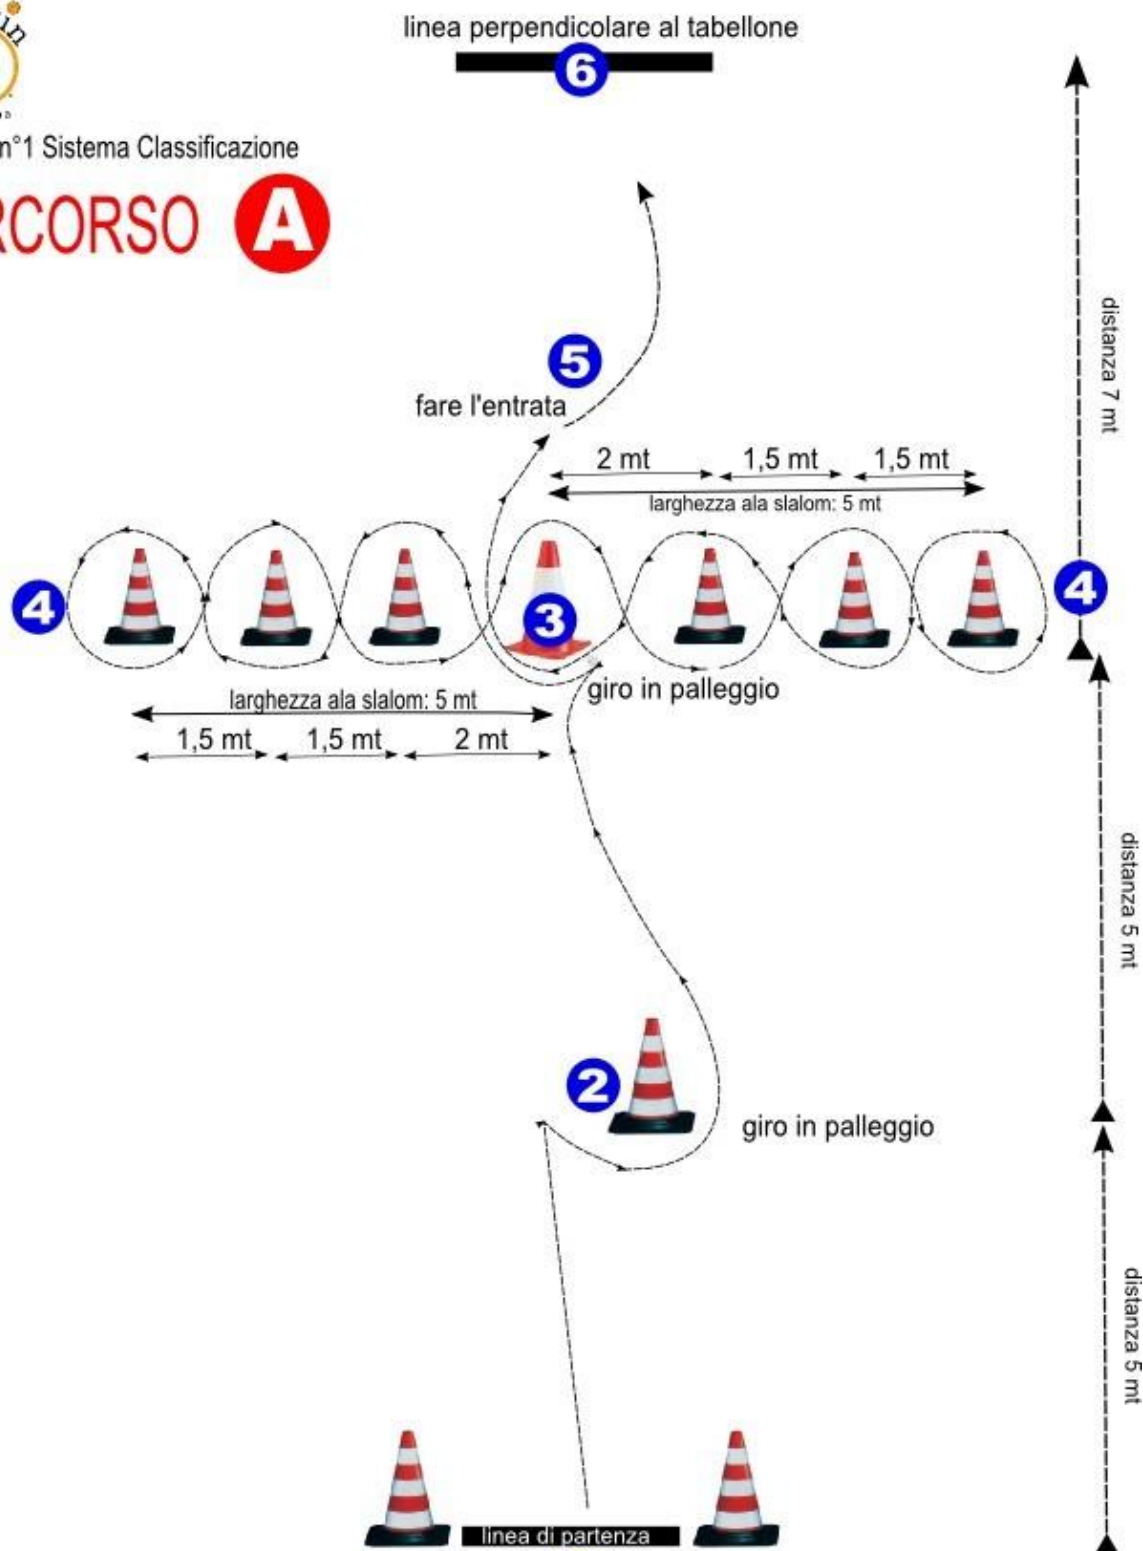 linea perpendicolare al tabellone
6
n°1 Sistema Classificazione
RCORSO A
distanza 7 mt
5
fare l'entrata
2 mt 1,5 mt 1,5 mt
larghezza ala slalom: 5 mt
4 3 4
giro in palleggio
larghezza ala slalom: 5 mt
1,5 mt 1,5 mt 2 mt
distanza 5 mt
2
giro in palleggio
distanza 5 mt
linea di partenza